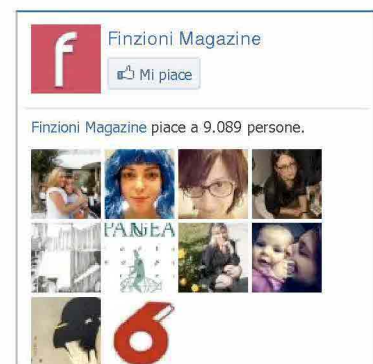 f
Finzioni Magazine
Mi piace
Finzioni Magazine piace a 9.089 persone.
PANEA
6